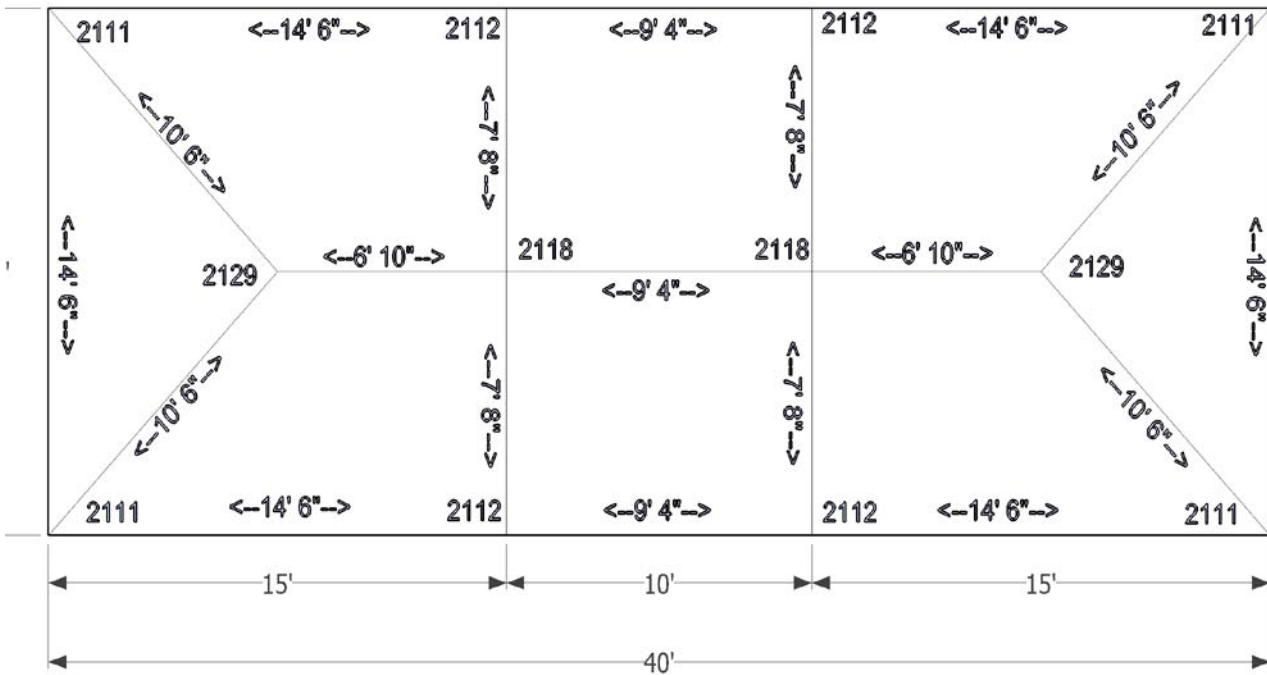 2111 <--14' 6"--> 2112 <--9' 4"--> 2112 <--14' 6"--> 2111
<--10' 6"--> <--7' 8"--> <--7' 8"--> <--10' 6"-->
<--14' 6"--> <--14' 6"-->
2129 <--6' 10"--> 2118 2118 <--6' 10"--> 2129
<--9' 4"-->
<--10' 6"--> <--7' 8"--> <--7' 8"--> <--10' 6"-->
2111 <--14' 6"--> 2112 <--9' 4"--> 2112 <--14' 6"--> 2111
15' 10' 15'
40'